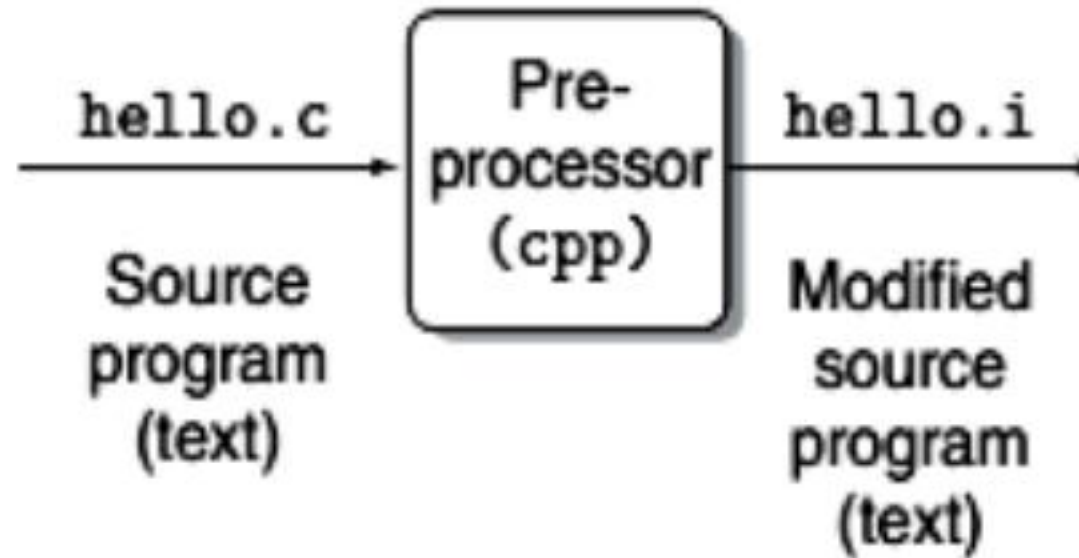 hello.c
Source
program
(text)
Pre-
processor
(cpp)
hello.i
Modified
source
program
(text)